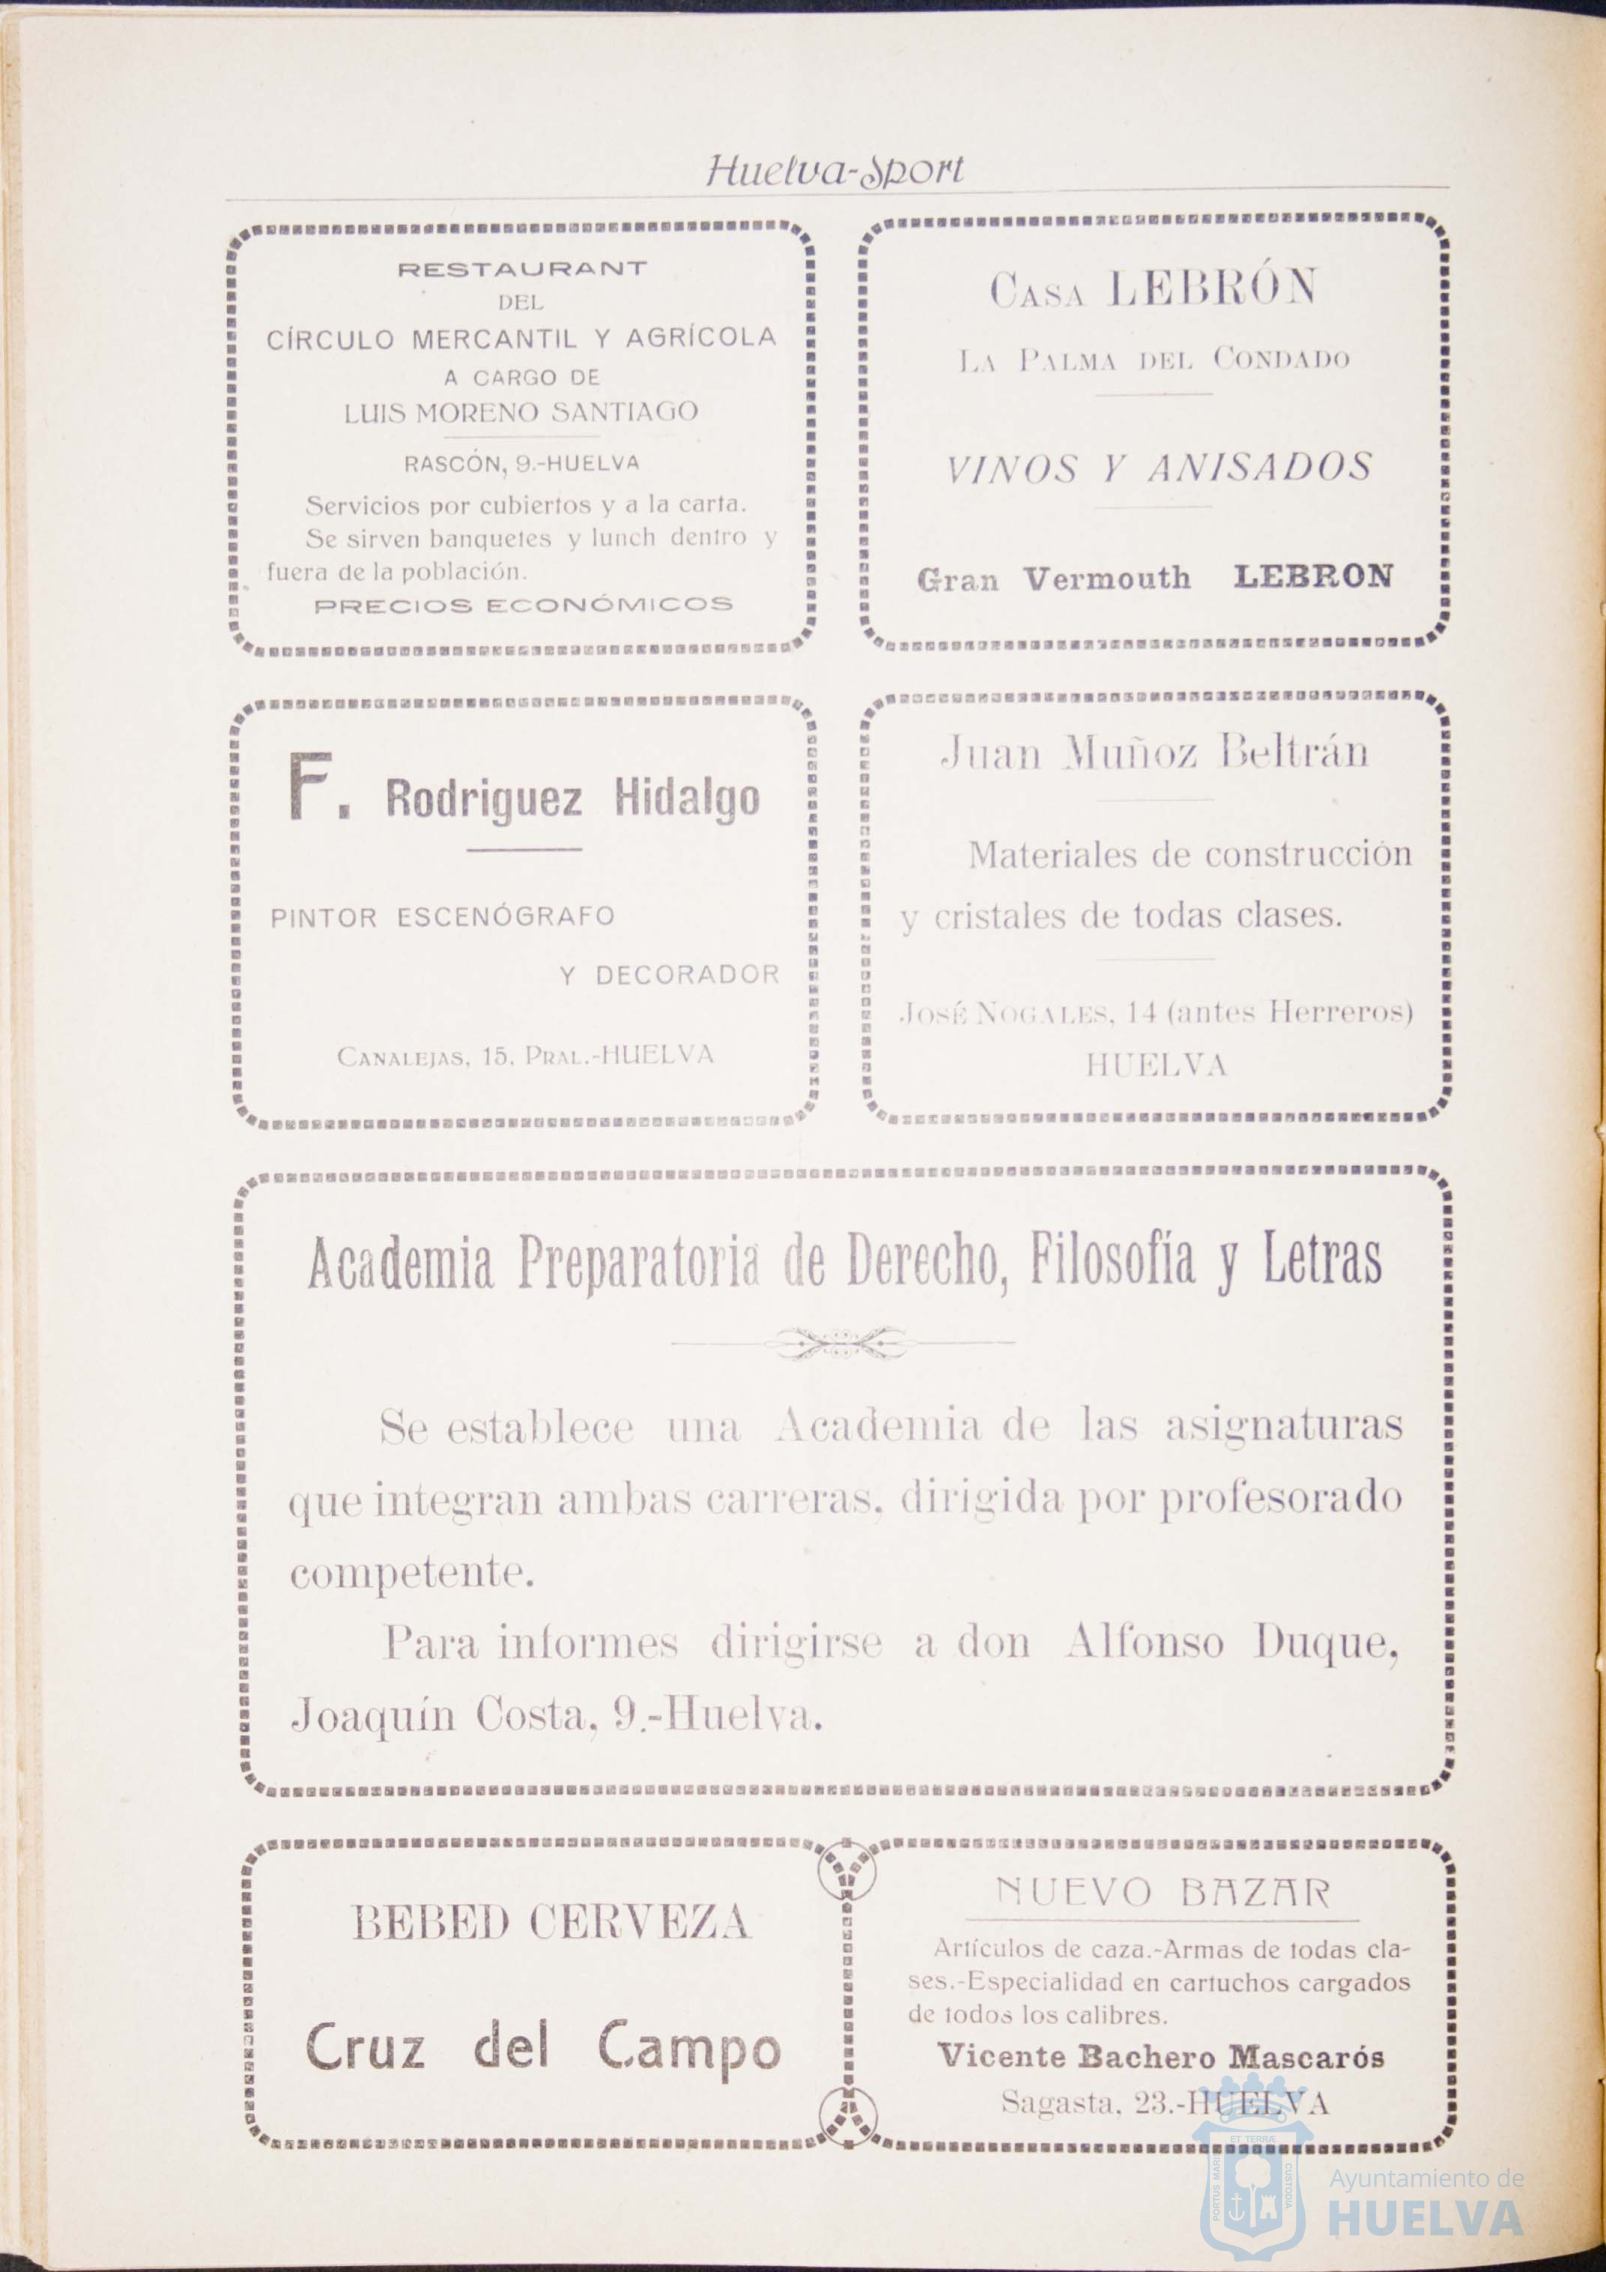 Huelva-Sport
RESTAURANT
DEL
CÍRCULO MERCANTIL Y AGRÍCOLA
A CARGO DE
LUIS MORENO SANTIAGO
RASCÓN, 9.-HUELVA
Servicios por cubiertos y a la carta.
Se sirven banquetes y lunch dentro y
fuera de la población.
PRECIOS ECONÓMICOS
CASA LEBRÓN
LA PALMA DEL CONDADO
VINOS Y ANISADOS
Gran Vermouth LEBRON
F. Rodriguez Hidalgo
PINTOR ESCENÓGRAFO
Y DECORADOR
CANALEJAS, 15, PRAL.-HUELVA
Juan Muñoz Beltrán
Materiales de construcción
y cristales de todas clases.
JOSÉ NOGALES, 14 (antes Herreros)
HUELVA
Academia Preparatoria de Derecho, Filosofía y Letras
Se establece una Academia de las asignaturas
que integran ambas carreras, dirigida por profesorado
competente.
Para informes dirigirse a don Alfonso Duque,
Joaquín Costa, 9.-Huelva.
BEBED CERVEZA
Cruz del Campo
NUEVO BAZAR
Artículos de caza.-Armas de todas cla-
ses.-Especialidad en cartuchos cargados
de todos los calibres.
Vicente Bachero Mascarós
Sagasta, 23.-HUELVA
PORTUS MARIS
ET TERRÆ
CUSTODIA
Ayuntamiento de
HUELVA